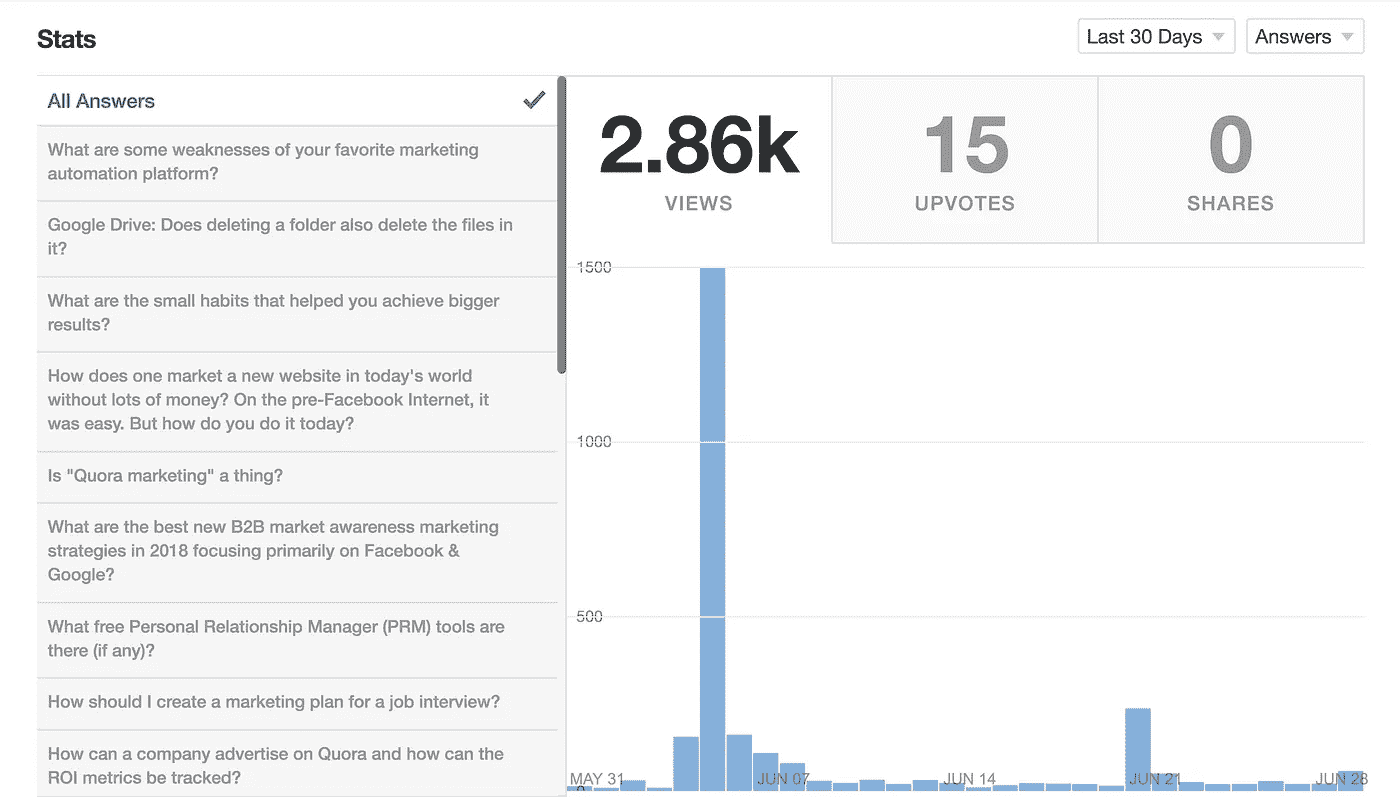 Stats
Last 30 Days
Answers
All Answers
What are some weaknesses of your favorite marketing
automation platform?
Google Drive: Does deleting a folder also delete the files in
it?
What are the small habits that helped you achieve bigger
results?
How does one market a new website in today's world
without lots of money? On the pre-Facebook Internet, it
was easy. But how do you do it today?
Is "Quora marketing" a thing?
What are the best new B2B market awareness marketing
strategies in 2018 focusing primarily on Facebook &
Google?
What free Personal Relationship Manager (PRM) tools are
there (if any)?
How should I create a marketing plan for a job interview?
How can a company advertise on Quora and how can the
ROI metrics be tracked?
2.86k
VIEWS
15
UPVOTES
0
SHARES
1500
1000
500
0
MAY 31
JUN 07
JUN 14
JUN 21
JUN 28